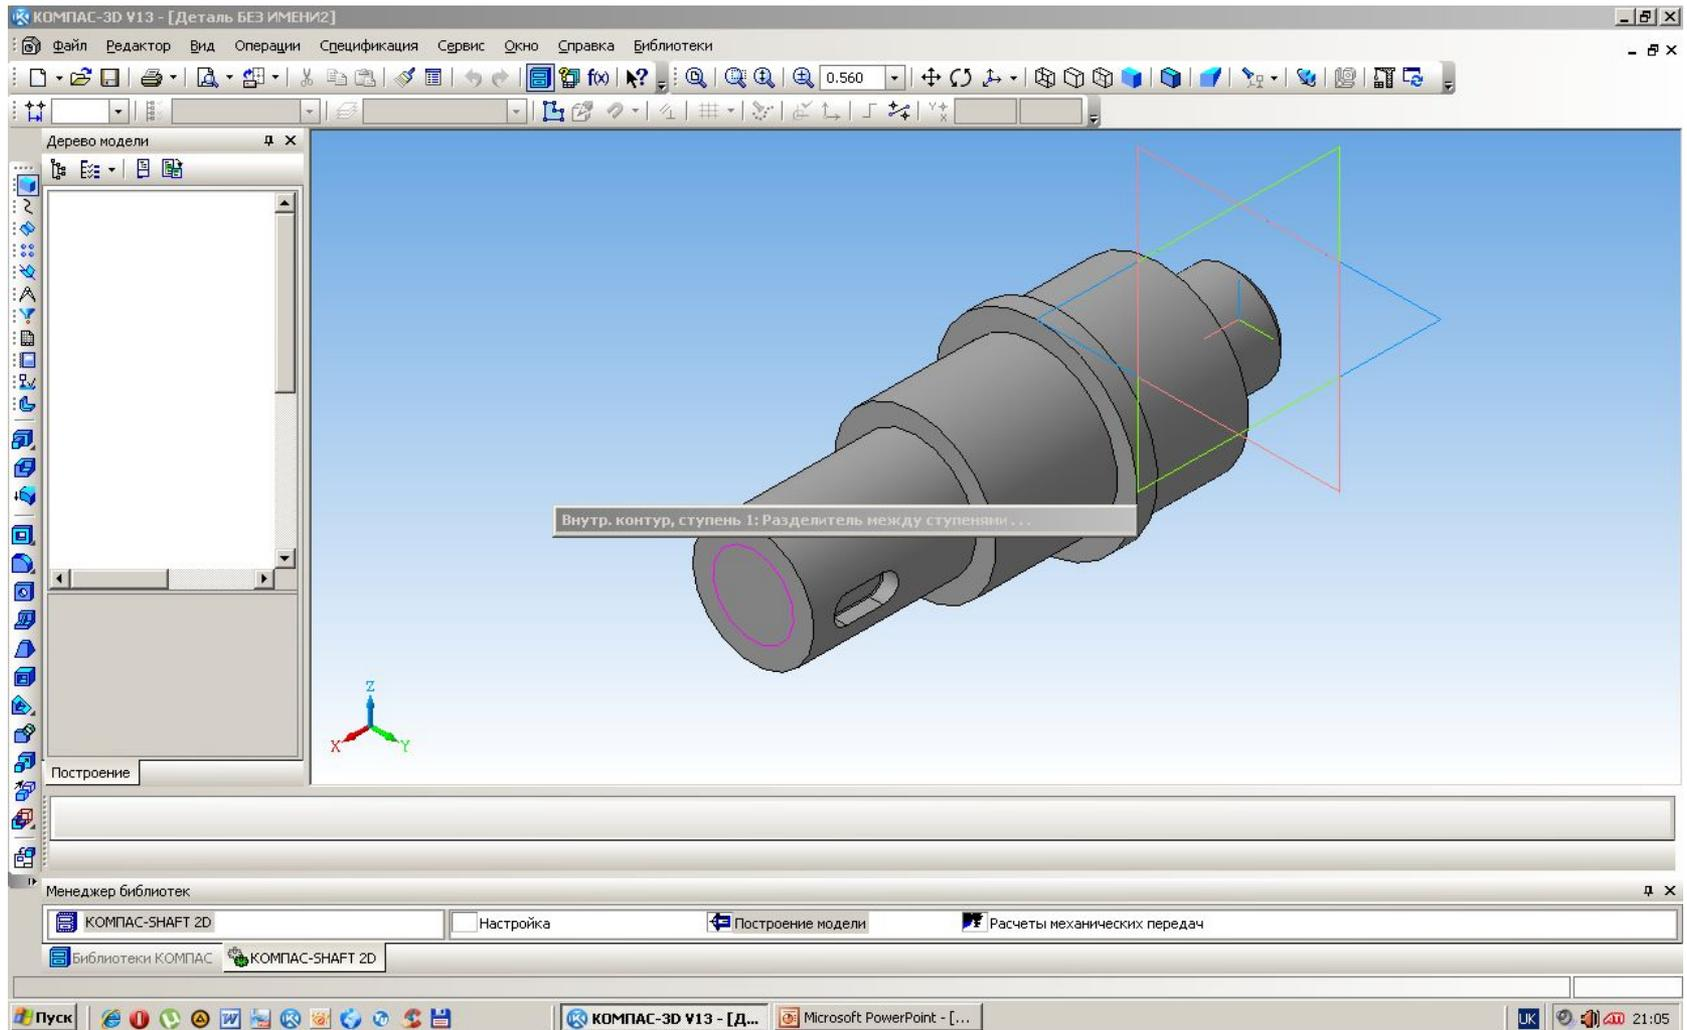 КОМПАС-3D V13 - [Деталь БЕЗ ИМЕНИ2]
Файл Редактор Вид Операции Спецификация Сервис Окно Справка Библиотеки
0.560
f(x)
Дерево модели
Z
X
Y
Внутр. контур, ступень 1: Разделитель между ступенями...
Построение
Менеджер библиотек
КОМПАС-SHAFT 2D Настройка Построение модели Расчеты механических передач
Библиотеки КОМПАС КОМПАС-SHAFT 2D
Пуск КОМПАС-3D V13 - [Д... Microsoft PowerPoint - [... UK 21:05